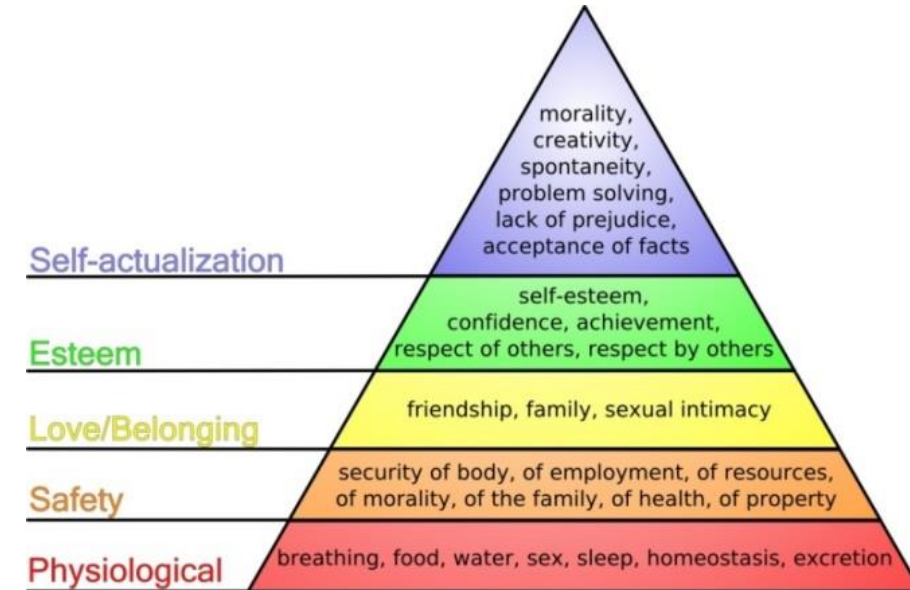 morality,
creativity,
spontaneity,
problem solving,
lack of prejudice,
acceptance of facts
Self-actualization
self-esteem,
confidence, achievement,
respect of others, respect by others
Esteem
friendship, family, sexual intimacy
Love/Belonging
security of body, of employment, of resources,
of morality, of the family, of health, of property
Safety
breathing, food, water, sex, sleep, homeostasis, excretion
Physiological